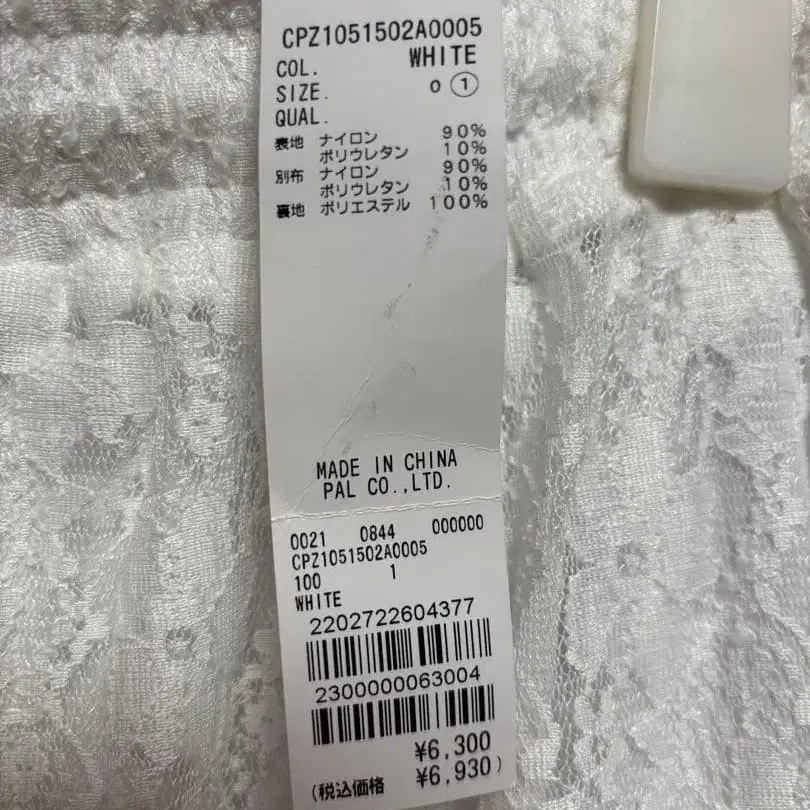 CPZ1051502A0005
COL. WHITE
SIZE. 0 ①
QUAL.
表地 ナイロン 90%
ポリウレタン 10%
別布 ナイロン 90%
ポリウレタン 10%
裏地 ポリエステル 100%
MADE IN CHINA
PAL CO.,LTD.
0021 0844 000000
CPZ1051502A0005
100 1
WHITE
2202722604377
2300000063004
¥6,300
(税込価格 ¥6,930)